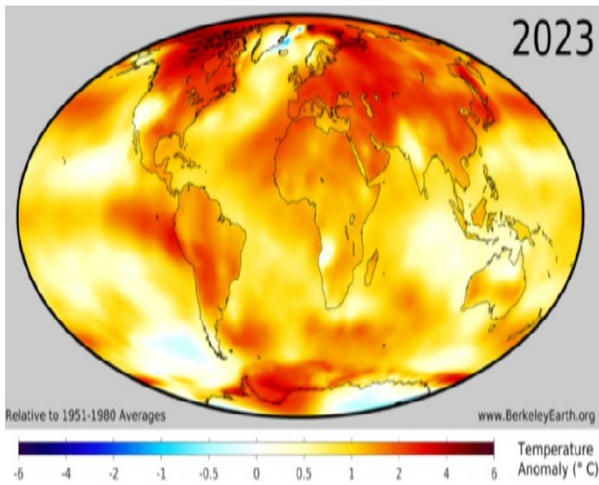 2023
Relative to 1951-1980 Averages
www.BerkeleyEarth.org
-6 -4 -2 -1 -0.5 0 0.5 1 2 4 6
Temperature
Anomaly (° C)